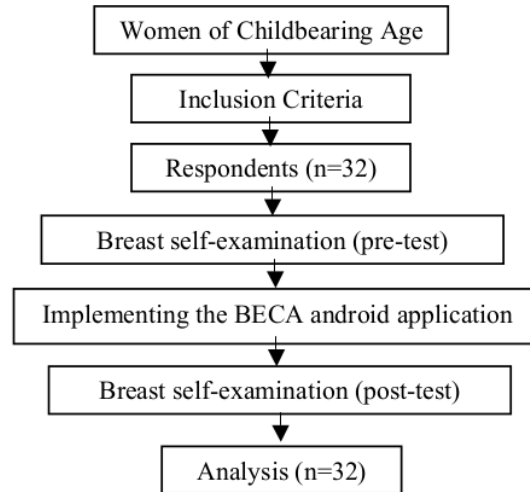 Women of Childbearing Age
Inclusion Criteria
Respondents (n=32)
Breast self-examination (pre-test)
Implementing the BECA android application
Breast self-examination (post-test)
Analysis (n=32)